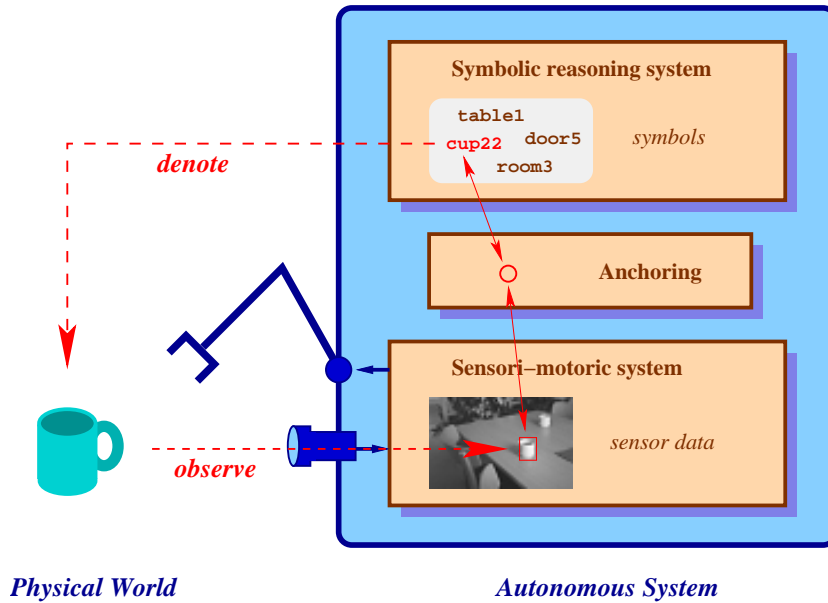 Symbolic reasoning system
table1
cup22
door5
room3
symbols
denote
Anchoring
Sensori−motoric system
sensor data
observe
Physical World
Autonomous System